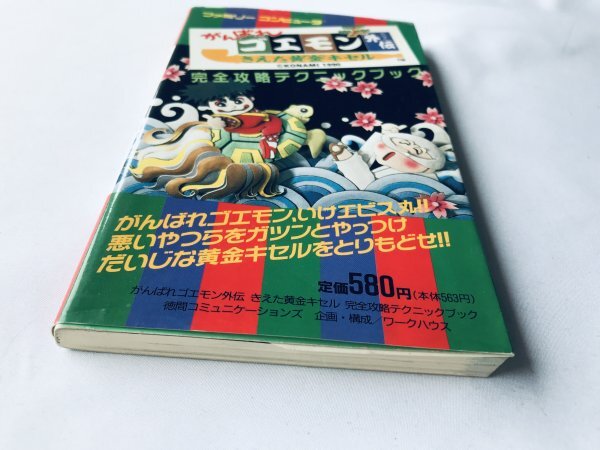 ファミリーコンピュータ
がんばれ
ゴエモン外伝
きえた黄金キセル
©KONAMI 1990
完全攻略テクニックブック
がんばれゴエモン、いけエビス丸!!
悪いやつらをガツンとやっつけ
だいじな黄金キセルをとりもどせ!!
定価580円(本体563円)
がんばれゴエモン外伝 きえた黄金キセル 完全攻略テクニックブック
徳間コミュニケーションズ 企画・構成/ワークハウス